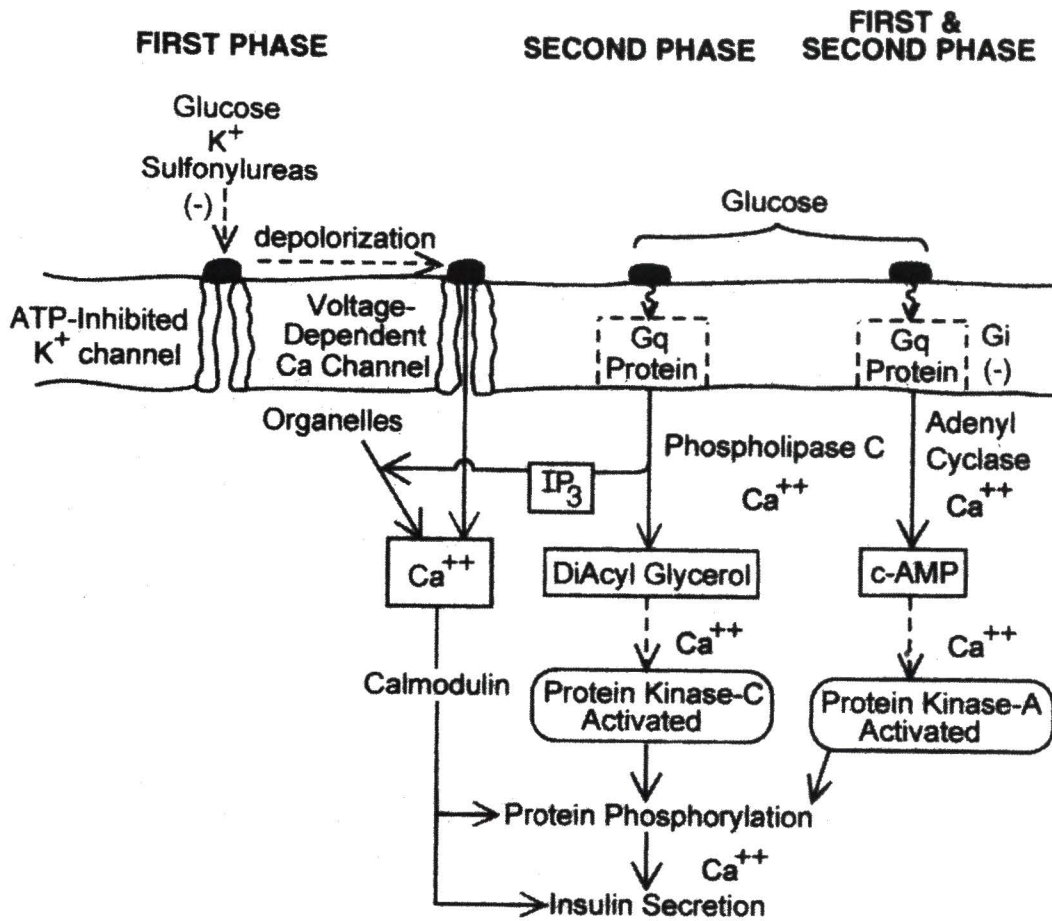 FIRST PHASE
SECOND PHASE
FIRST &
SECOND PHASE
Glucose
K+
Sulfonylureas
(-)
depolorization
Glucose
ATP-Inhibited
K+ channel
Voltage-
Dependent
Ca Channel
Gq
Protein
Gq
Protein
Gi
(-)
Organelles
Phospholipase C
Ca++
Adenyl
Cyclase
Ca++
IP3
Ca++
DiAcyl Glycerol
c-AMP
Ca++
Ca++
Calmodulin
Protein Kinase-C
Activated
Protein Kinase-A
Activated
Protein Phosphorylation
Ca++
Insulin Secretion